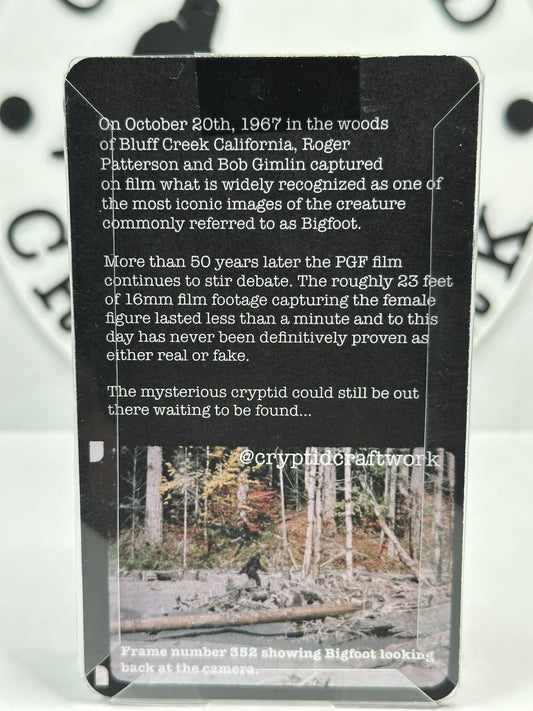 On October 20th, 1967 in the woods
of Bluff Creek California, Roger
Patterson and Bob Gimlin captured
on film what is widely recognized as one of
the most iconic images of the creature
commonly referred to as Bigfoot.
More than 50 years later the PGF film
continues to stir debate. The roughly 23 feet
of 16mm film footage capturing the female
figure lasted less than a minute and to this
day has never been definitively proven as
either real or fake.
The mysterious cryptid could still be out
there waiting to be found...
@cryptidcraftwork
Frame number 352 showing Bigfoot looking
back at the camera.